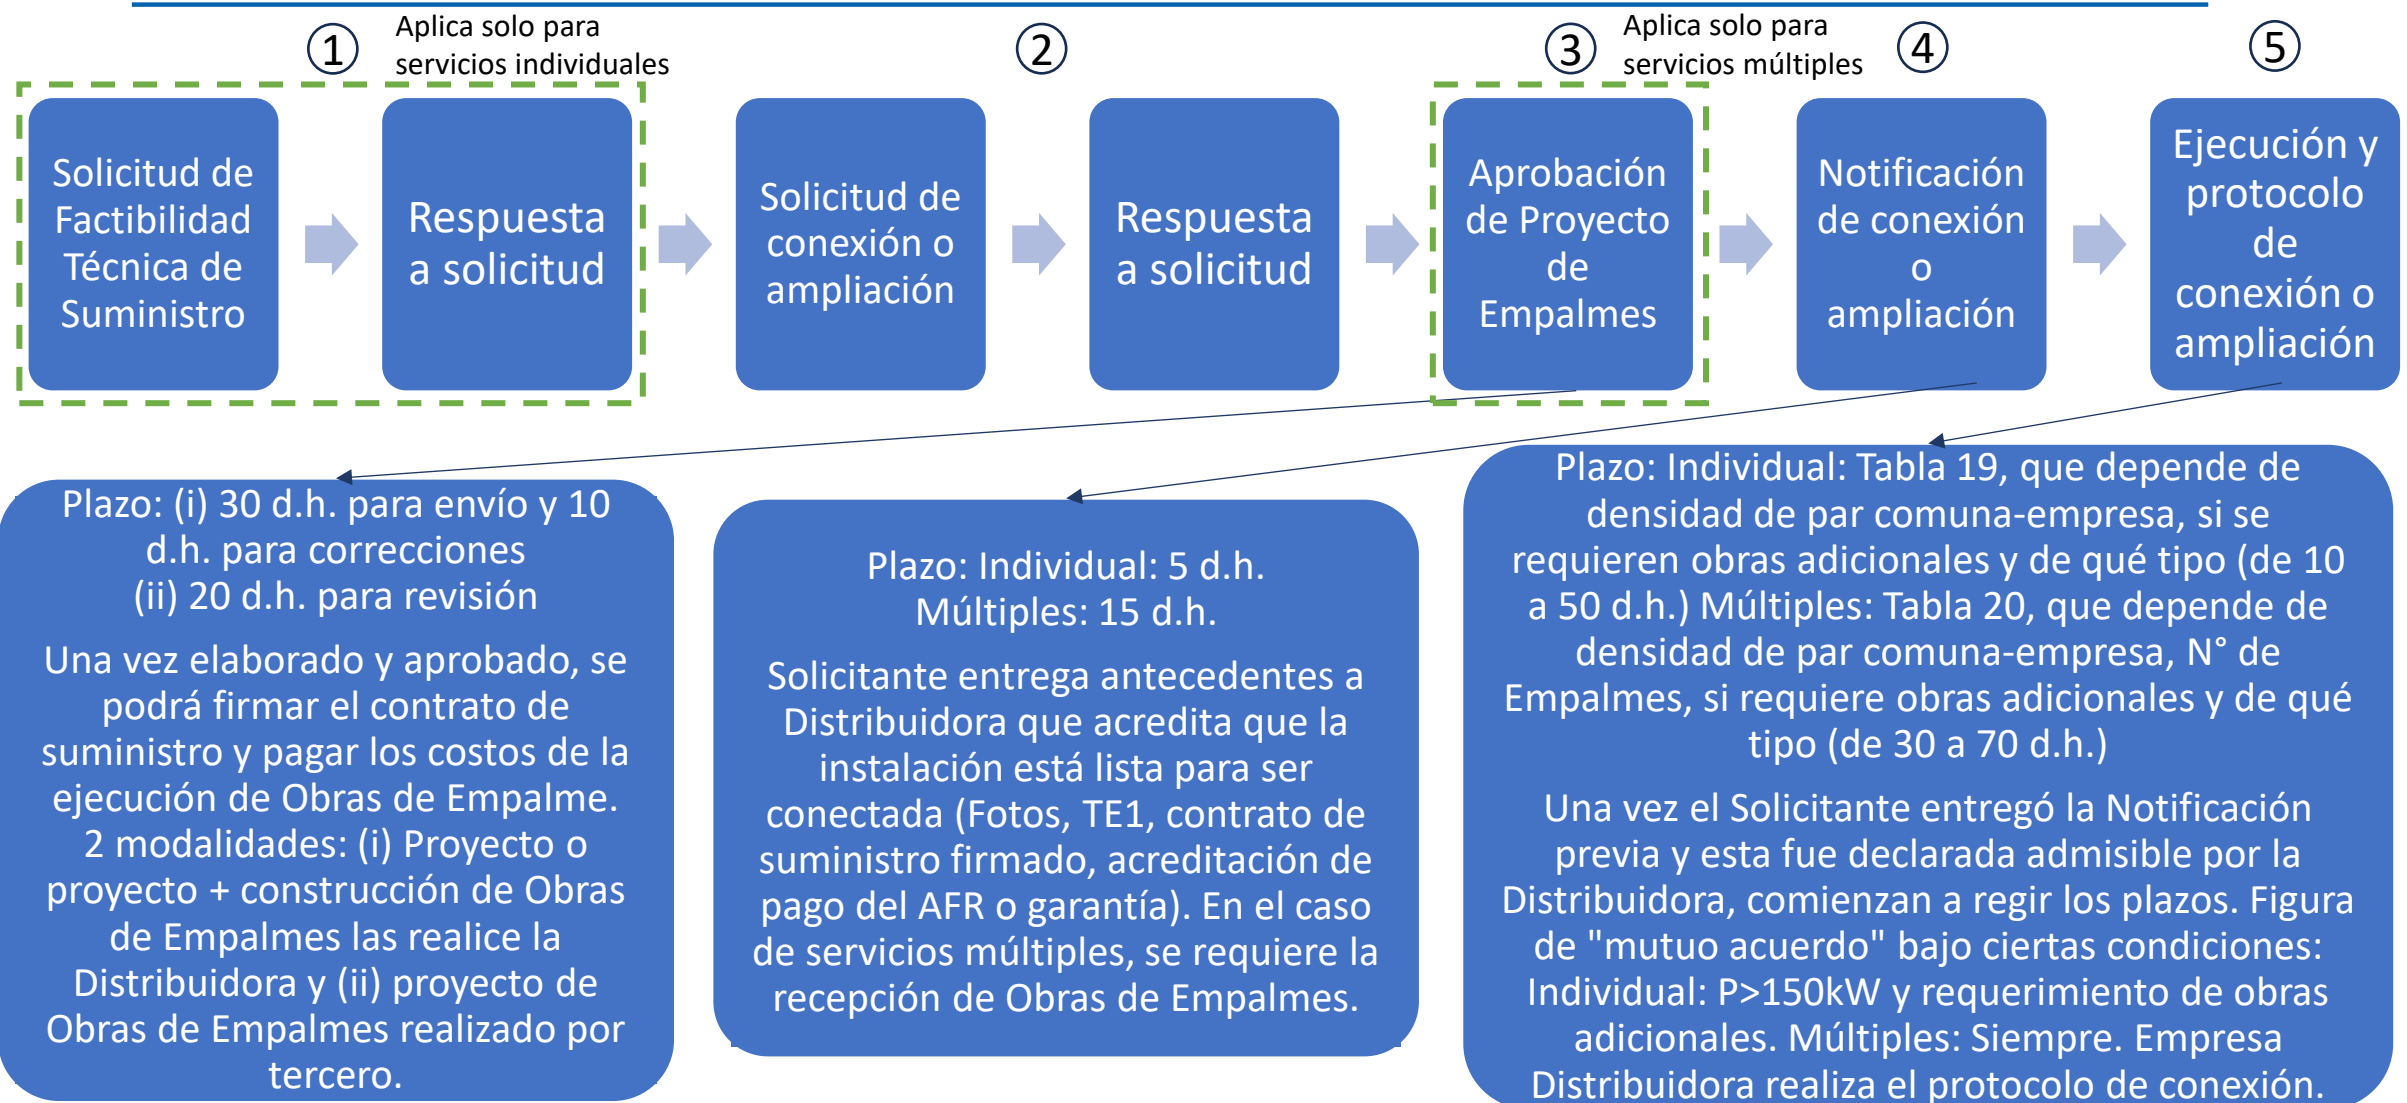 ①
Aplica solo para
servicios individuales
②
③
Aplica solo para
servicios múltiples
④
⑤
Solicitud de
Factibilidad
Técnica de
Suministro
Respuesta
a solicitud
Solicitud de
conexión o
ampliación
Respuesta
a solicitud
Aprobación
de Proyecto
de
Empalmes
Notificación
de conexión
o
ampliación
Ejecución y
protocolo
de
conexión o
ampliación
Plazo: (i) 30 d.h. para envío y 10
d.h. para correcciones
(ii) 20 d.h. para revisión
Una vez elaborado y aprobado, se
podrá firmar el contrato de
suministro y pagar los costos de la
ejecución de Obras de Empalme.
2 modalidades: (i) Proyecto o
proyecto + construcción de Obras
de Empalmes las realice la
Distribuidora y (ii) proyecto de
Obras de Empalmes realizado por
tercero.
Plazo: Individual: 5 d.h.
Múltiples: 15 d.h.
Solicitante entrega antecedentes a
Distribuidora que acredita que la
instalación está lista para ser
conectada (Fotos, TE1, contrato de
suministro firmado, acreditación de
pago del AFR o garantía). En el caso
de servicios múltiples, se requiere la
recepción de Obras de Empalmes.
Plazo: Individual: Tabla 19, que depende de
densidad de par comuna-empresa, si se
requieren obras adicionales y de qué tipo (de 10
a 50 d.h.) Múltiples: Tabla 20, que depende de
densidad de par comuna-empresa, N° de
Empalmes, si requiere obras adicionales y de qué
tipo (de 30 a 70 d.h.)
Una vez el Solicitante entregó la Notificación
previa y esta fue declarada admisible por la
Distribuidora, comienzan a regir los plazos. Figura
de "mutuo acuerdo" bajo ciertas condiciones:
Individual: P>150kW y requerimiento de obras
adicionales. Múltiples: Siempre. Empresa
Distribuidora realiza el protocolo de conexión.